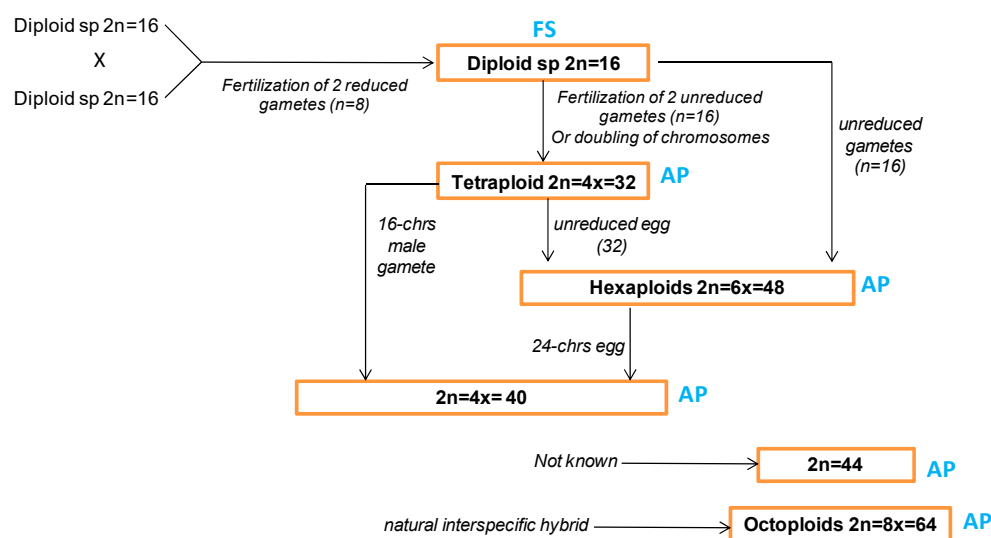 Diploid sp 2n=16
X
Diploid sp 2n=16
Fertilization of 2 reduced
gametes (n=8)
FS
Diploid sp 2n=16
Fertilization of 2 unreduced
gametes (n=16)
Or doubling of chromosomes
unreduced
gametes
(n=16)
Tetraploid 2n=4x=32
AP
16-chrs
male
gamete
unreduced egg
(32)
Hexaploids 2n=6x=48
AP
24-chrs egg
2n=4x= 40
AP
Not known
2n=44
AP
natural interspecific hybrid
Octoploids 2n=8x=64
AP